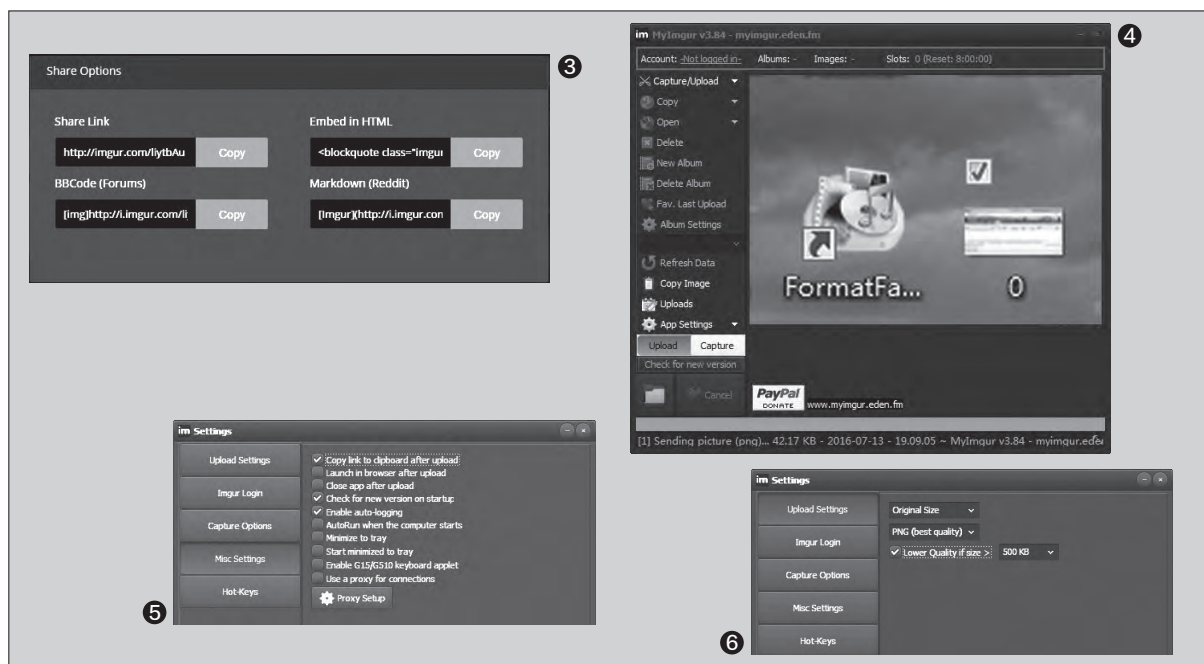 ❸
Share Options
Share Link
Embed in HTML
http://imgur.com/liytbAu Copy
<blockquote class="imgur Copy
BBCode (Forums)
Markdown (Reddit)
[img]http://i.imgur.com/li Copy
[Imgur](http://i.imgur.con Copy
❹
im MyImgur v3.84 - myimgur.eden.fm
Account: -Not logged in- Albums: - Images: - Slots: 0 (Reset: 8:00:00)
Capture/Upload
Copy
Open
Delete
New Album
Delete Album
Fav. Last Upload
Album Settings
Refresh Data
Copy Image
Uploads
App Settings
Upload Capture
Check for new version
Cancel
FormatFa...
0
PayPal
DONATE
www.myimgur.eden.fm
[1] Sending picture (png)... 42.17 KB - 2016-07-13 - 19.09.05 ~ MyImgur v3.84 - myimgur.eden
❺
im Settings
Upload Settings
Imgur Login
Capture Options
Misc Settings
Hot-Keys
Copy link to clipboard after upload
Launch in browser after upload
Close app after upload
Check for new version on startup
Enable auto-logging
AutoRun when the computer starts
Minimize to tray
Start minimized to tray
Enable G15/G510 keyboard applet
Use a proxy for connections
Proxy Setup
❻
im Settings
Upload Settings
Imgur Login
Capture Options
Misc Settings
Hot-Keys
Original Size
PNG (best quality)
Lower Quality if size > 500 KB